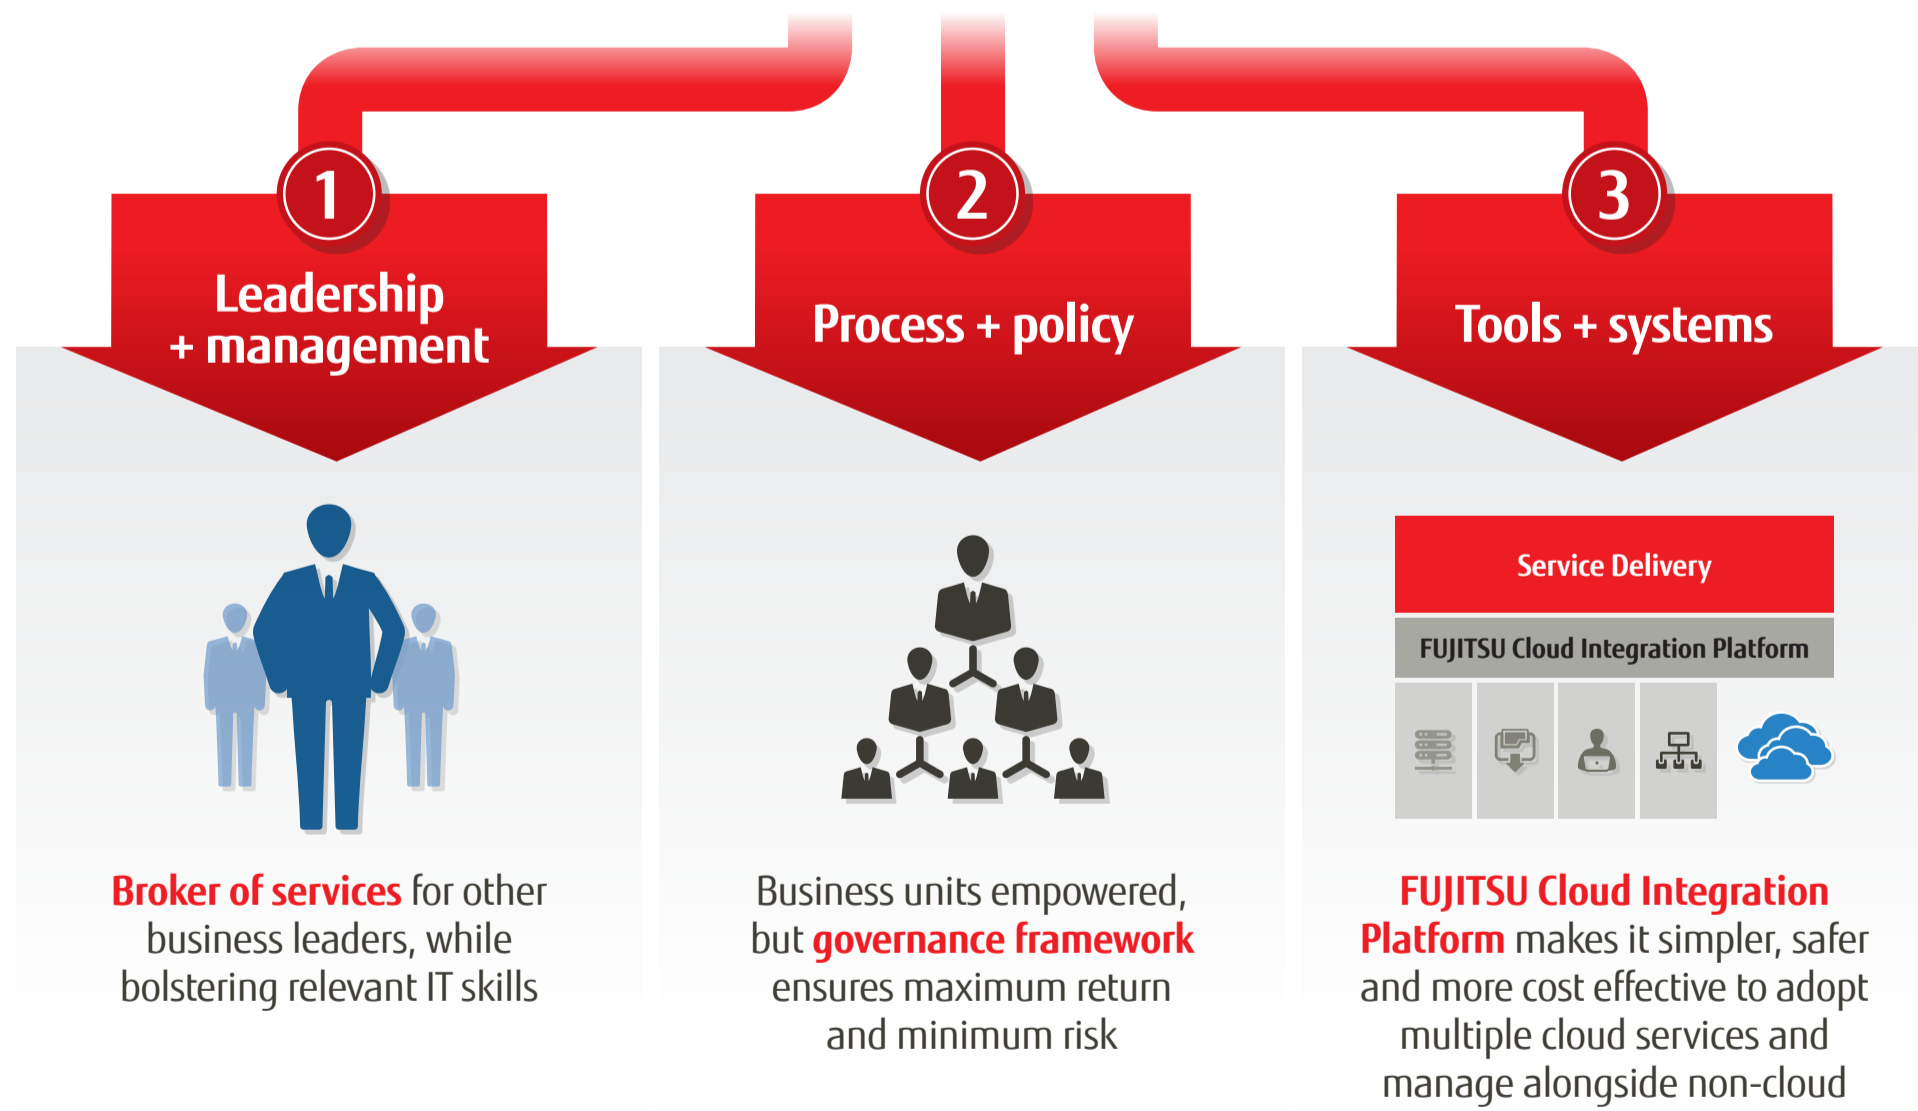 1
Leadership
+ management
Broker of services for other
business leaders, while
bolstering relevant IT skills
2
Process + policy
Business units empowered,
but governance framework
ensures maximum return
and minimum risk
3
Tools + systems
Service Delivery
FUJITSU Cloud Integration Platform
FUJITSU Cloud Integration
Platform makes it simpler, safer
and more cost effective to adopt
multiple cloud services and
manage alongside non-cloud